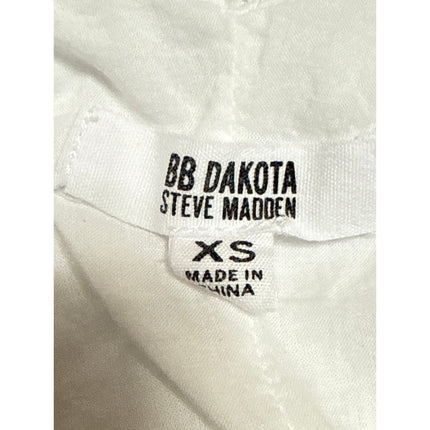 BB DAKOTA
STEVE MADDEN
XS
MADE IN
CHINA